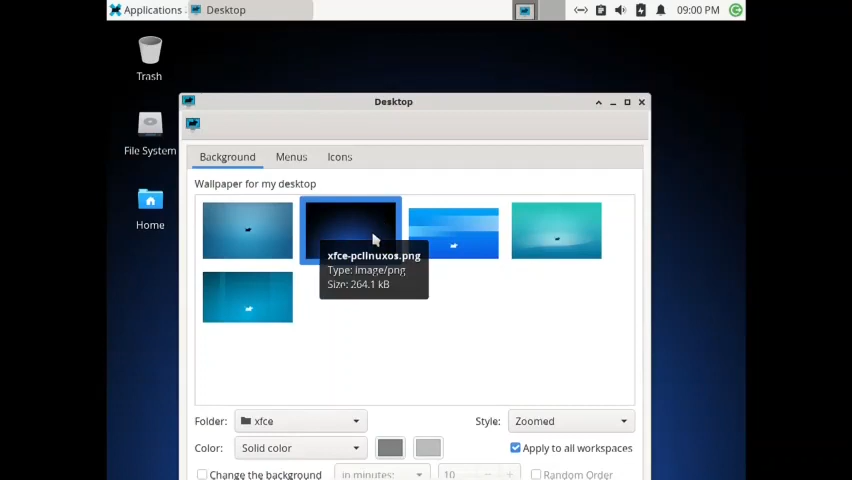 Applications
Desktop
09:00 PM
Trash
File System
Home
Desktop
Background
Menus
Icons
Wallpaper for my desktop
xfce-pclinuxos.png
Type: image/png
Size: 264.1 kB
Folder:
xfce
Style:
Zoomed
Color:
Solid color
Apply to all workspaces
Change the background
in minutes:
10
Random Order